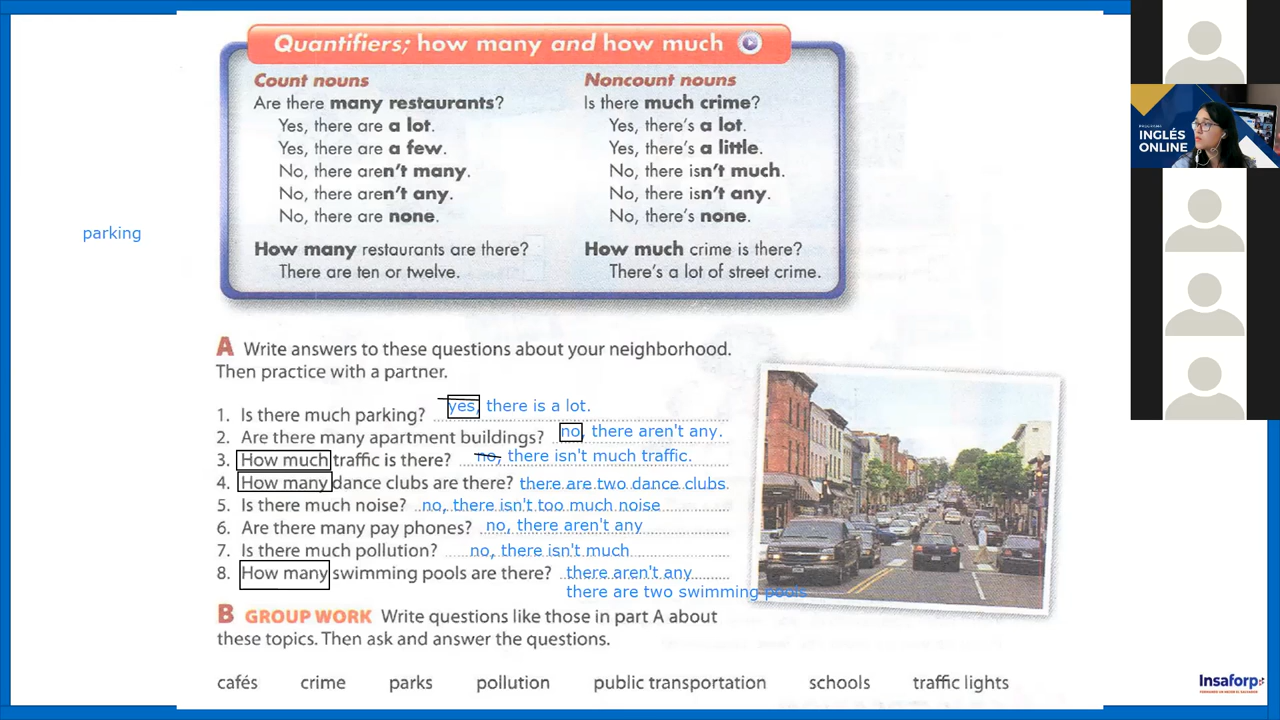 Quantifiers; how many and how much
Count nouns
Are there many restaurants?
Yes, there are a lot.
Yes, there are a few.
No, there aren't many.
No, there aren't any.
No, there are none.
How many restaurants are there?
There are ten or twelve.
Noncount nouns
Is there much crime?
Yes, there's a lot.
Yes, there's a little.
No, there isn't much.
No, there isn't any.
No, there's none.
How much crime is there?
There's a lot of street crime.
INGLÉS
ONLINE
parking
A Write answers to these questions about your neighborhood.
Then practice with a partner.
1. Is there much parking? yes, there is a lot.
2. Are there many apartment buildings? no, there aren't any.
3. How much traffic is there? no, there isn't much traffic.
4. How many dance clubs are there? there are two dance clubs.
5. Is there much noise? no, there isn't too much noise
6. Are there many pay phones? no, there aren't any
7. Is there much pollution? no, there isn't much
8. How many swimming pools are there? there aren't any
there are two swimming pools
B GROUP WORK Write questions like those in part A about
these topics. Then ask and answer the questions.
cafés crime parks pollution public transportation schools traffic lights
Insaforp